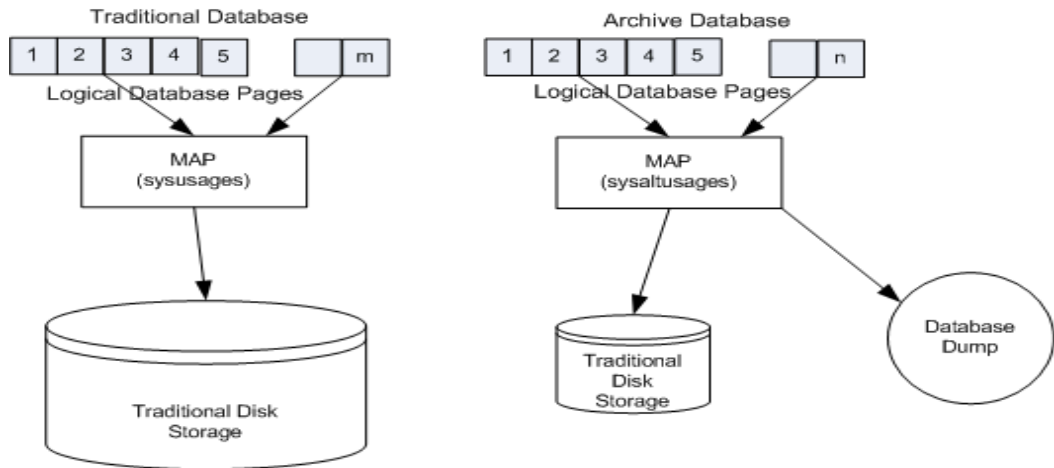 Traditional Database
1 2 3 4 5 m
Logical Database Pages
MAP
(sysusages)
Traditional Disk
Storage
Archive Database
1 2 3 4 5 n
Logical Database Pages
MAP
(sysaltusages)
Traditional
Disk
Storage
Database
Dump